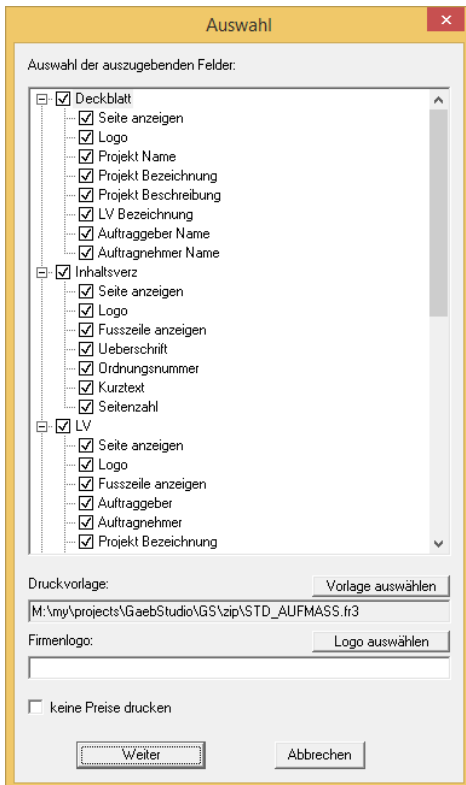 Auswahl
Auswahl der auszugebenden Felder:
Deckblatt
Seite anzeigen
Logo
Projekt Name
Projekt Bezeichnung
Projekt Beschreibung
LV Bezeichnung
Auftraggeber Name
Auftragnehmer Name
Inhaltsverz
Seite anzeigen
Logo
Fusszeile anzeigen
Ueberschrift
Ordnungsnummer
Kurztext
Seitenzahl
LV
Seite anzeigen
Logo
Fusszeile anzeigen
Auftraggeber
Auftragnehmer
Projekt Bezeichnung
Druckvorlage:
Vorlage auswählen
M:\my\projects\GaebStudio\GS\zip\STD_AUFMASS.fr3
Firmenlogo:
Logo auswählen
keine Preise drucken
Weiter
Abbrechen